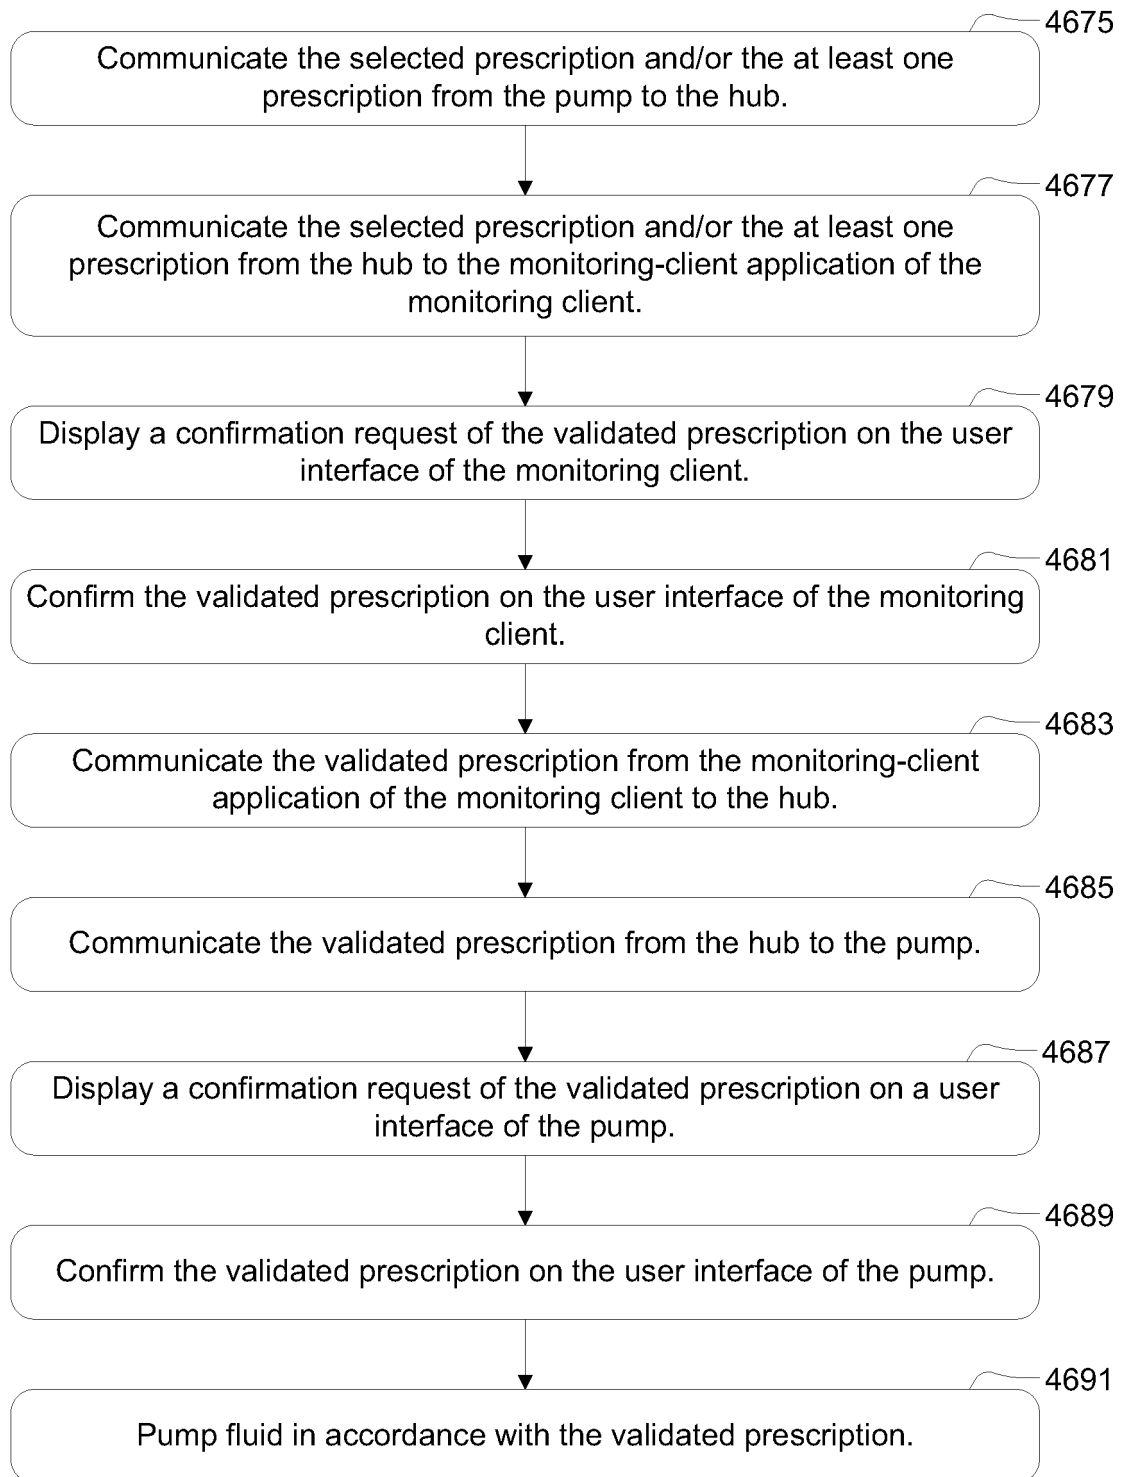 4675
Communicate the selected prescription and/or the at least one
prescription from the pump to the hub.
4677
Communicate the selected prescription and/or the at least one
prescription from the hub to the monitoring-client application of the
monitoring client.
4679
Display a confirmation request of the validated prescription on the user
interface of the monitoring client.
4681
Confirm the validated prescription on the user interface of the monitoring
client.
4683
Communicate the validated prescription from the monitoring-client
application of the monitoring client to the hub.
4685
Communicate the validated prescription from the hub to the pump.
4687
Display a confirmation request of the validated prescription on a user
interface of the pump.
4689
Confirm the validated prescription on the user interface of the pump.
4691
Pump fluid in accordance with the validated prescription.